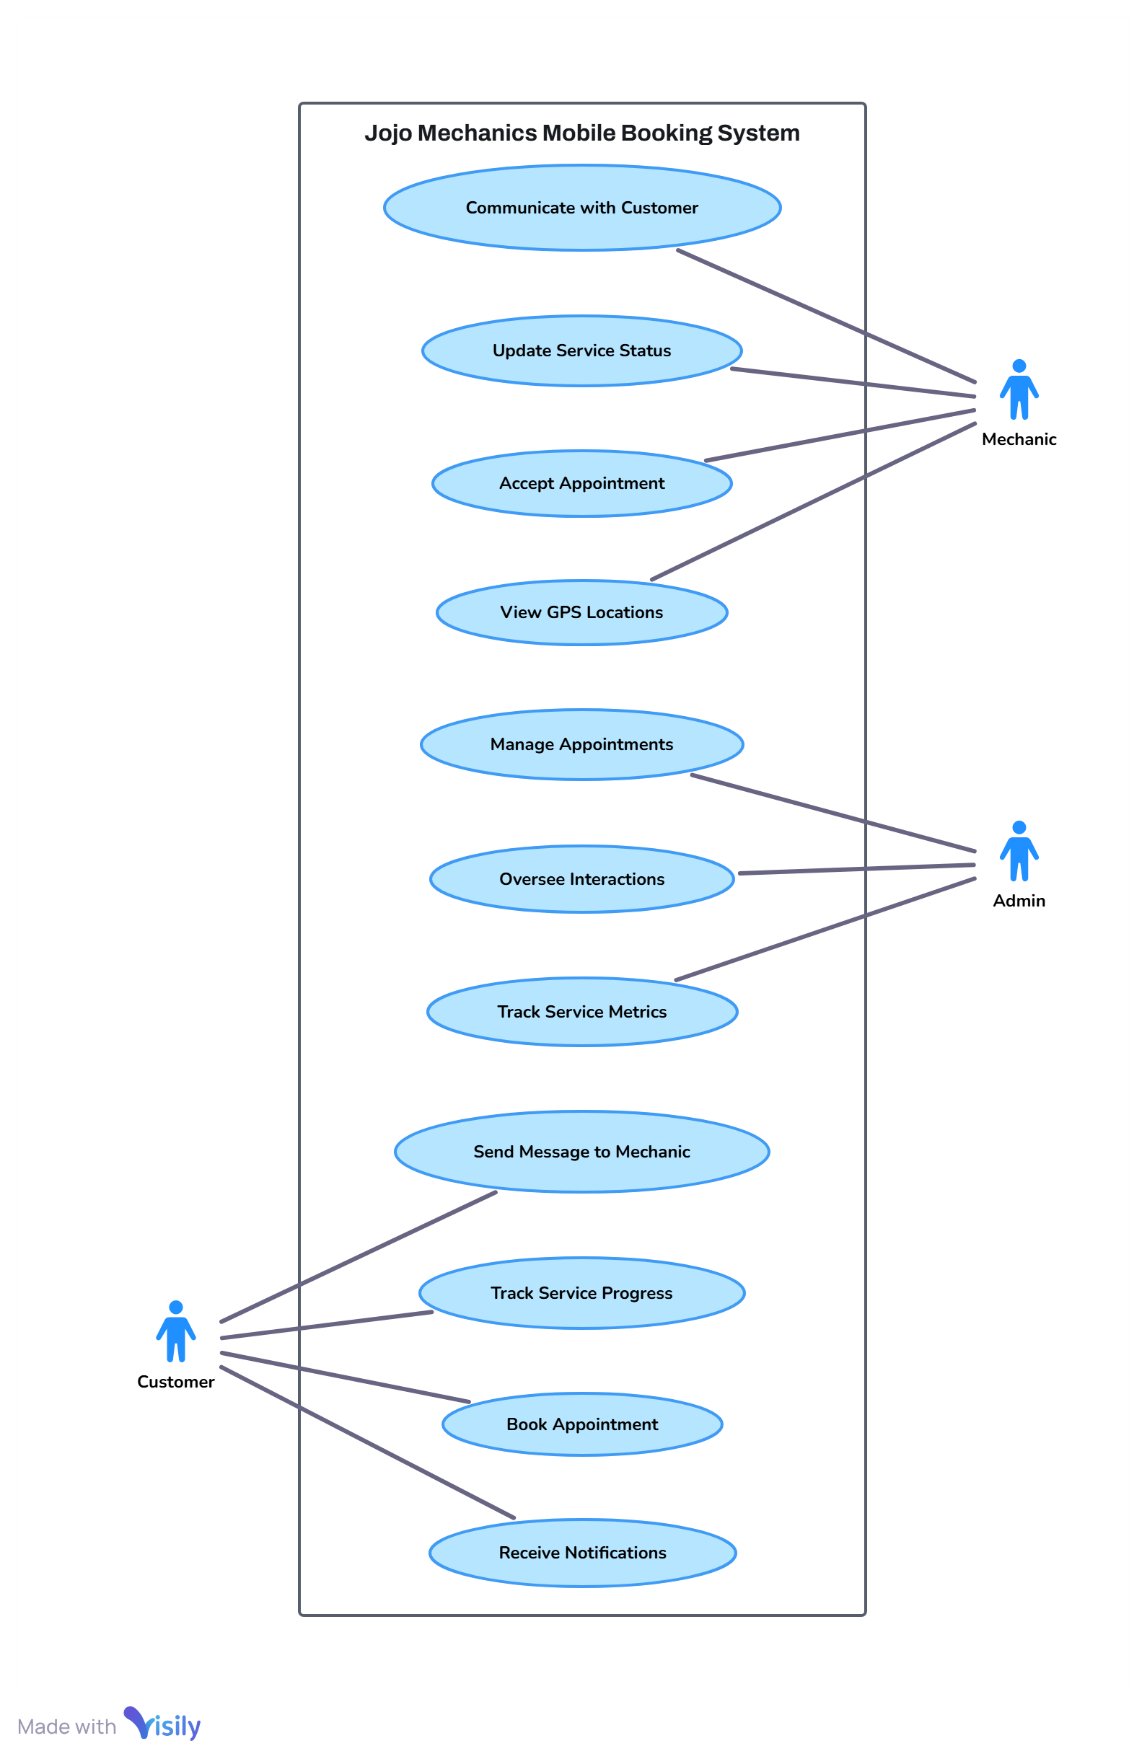 Jojo Mechanics Mobile Booking System
Communicate with Customer
Update Service Status
Mechanic
Accept Appointment
View GPS Locations
Manage Appointments
Oversee Interactions
Admin
Track Service Metrics
Send Message to Mechanic
Track Service Progress
Customer
Book Appointment
Receive Notifications
Made with Visily